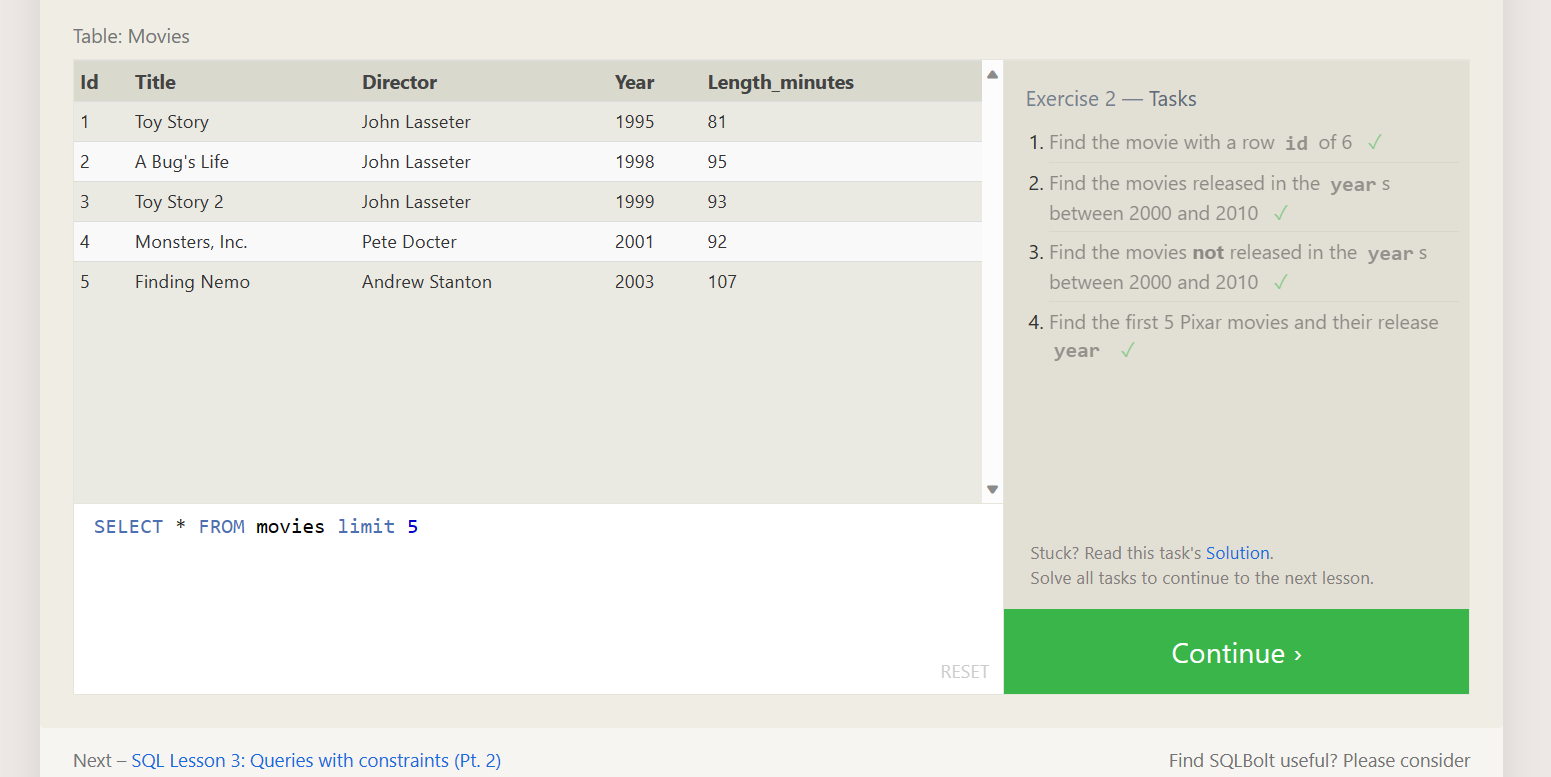 Table: Movies
Id Title Director Year Length_minutes
1 Toy Story John Lasseter 1995 81
2 A Bug's Life John Lasseter 1998 95
3 Toy Story 2 John Lasseter 1999 93
4 Monsters, Inc. Pete Docter 2001 92
5 Finding Nemo Andrew Stanton 2003 107
SELECT * FROM movies limit 5
RESET
Exercise 2 — Tasks
1. Find the movie with a row id of 6 ✓
2. Find the movies released in the year s
between 2000 and 2010 ✓
3. Find the movies not released in the year s
between 2000 and 2010 ✓
4. Find the first 5 Pixar movies and their release
year ✓
Stuck? Read this task's Solution.
Solve all tasks to continue to the next lesson.
Continue ›
Next – SQL Lesson 3: Queries with constraints (Pt. 2)
Find SQLBolt useful? Please consider